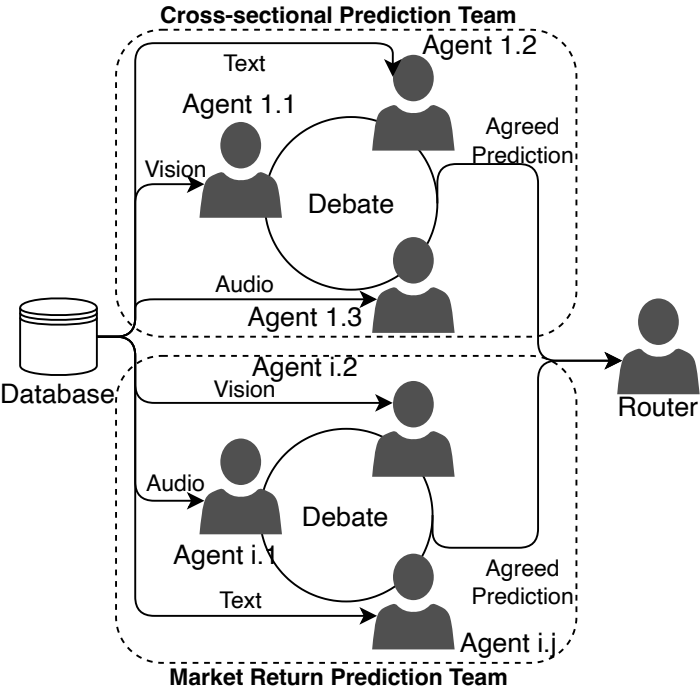 Cross-sectional Prediction Team
Agent 1.2
Text
Agent 1.1
Agreed
Prediction
Vision
Debate
Audio
Agent 1.3
Database
Agent i.2
Vision
Router
Audio
Debate
Agent i.1
Agreed
Prediction
Text
Agent i.j
Market Return Prediction Team